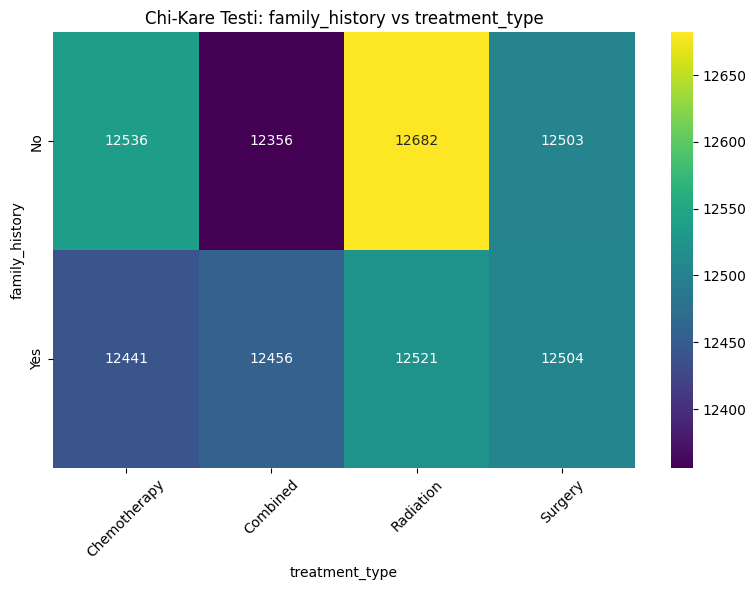 Chi-Kare Testi: family_history vs treatment_type
family_history
No
Yes
12536 12356 12682 12503
12441 12456 12521 12504
Chemotherapy Combined Radiation Surgery
treatment_type
12650
12600
12550
12500
12450
12400